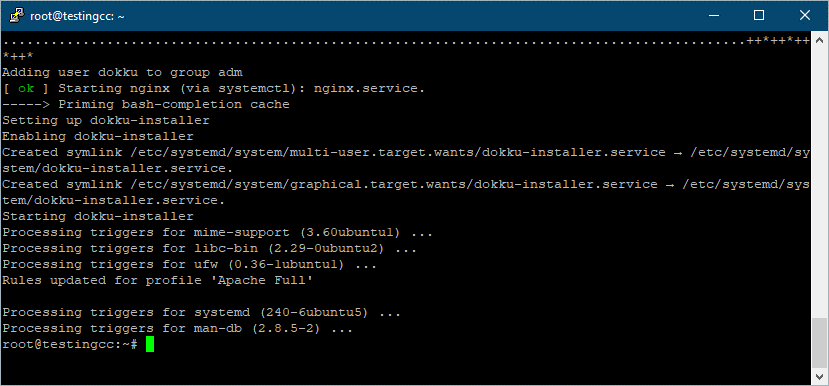 root@testingcc: ~
.............................................................................................++*++*++
*++*
Adding user dokku to group adm
[ ok ] Starting nginx (via systemctl): nginx.service.
-----> Priming bash-completion cache
Setting up dokku-installer
Enabling dokku-installer
Created symlink /etc/systemd/system/multi-user.target.wants/dokku-installer.service → /etc/systemd/sy
stem/dokku-installer.service.
Created symlink /etc/systemd/system/graphical.target.wants/dokku-installer.service → /etc/systemd/sys
tem/dokku-installer.service.
Starting dokku-installer
Processing triggers for mime-support (3.60ubuntu1) ...
Processing triggers for libc-bin (2.29-0ubuntu2) ...
Processing triggers for ufw (0.36-1ubuntu1) ...
Rules updated for profile 'Apache Full'
Processing triggers for systemd (240-6ubuntu5) ...
Processing triggers for man-db (2.8.5-2) ...
root@testingcc:~#